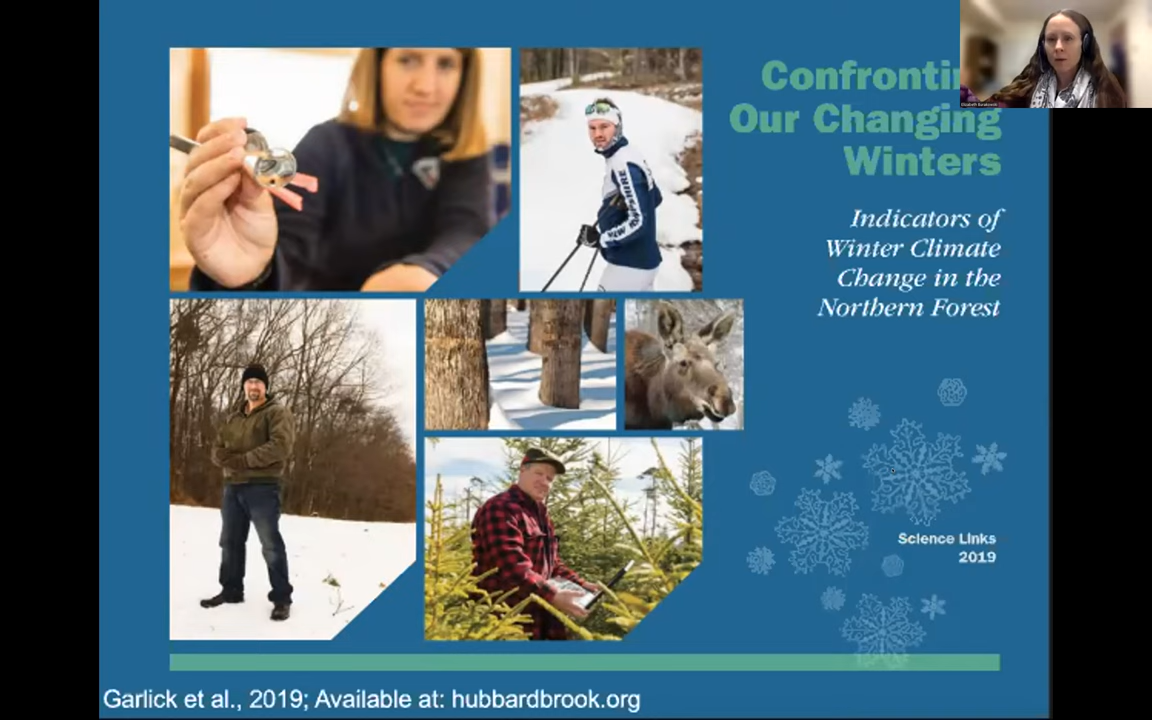 Confronti
Our Changing
Winters
Indicators of
Winter Climate
Change in the
Northern Forest
NEW HAMPSHIRE
Science Links
2019
Garlick et al., 2019; Available at: hubbardbrook.org